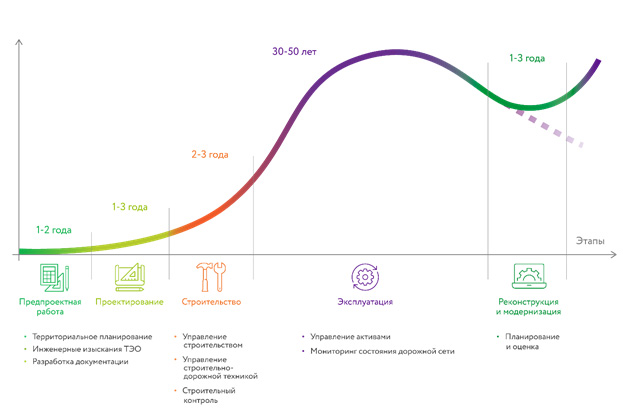 30-50 лет
1-3 года
2-3 года
1-3 года
1-2 года
Этапы
Предпроектная
работа
Проектирование
Строительство
Эксплуатация
Реконструкция
и модернизация
• Территориальное планирование
• Инженерные изыскания ТЭО
• Разработка документации
• Управление
строительством
• Управление
строительно-
дорожной техникой
• Строительный
контроль
• Управление активами
• Мониторинг состояния дорожной сети
• Планирование
и оценка